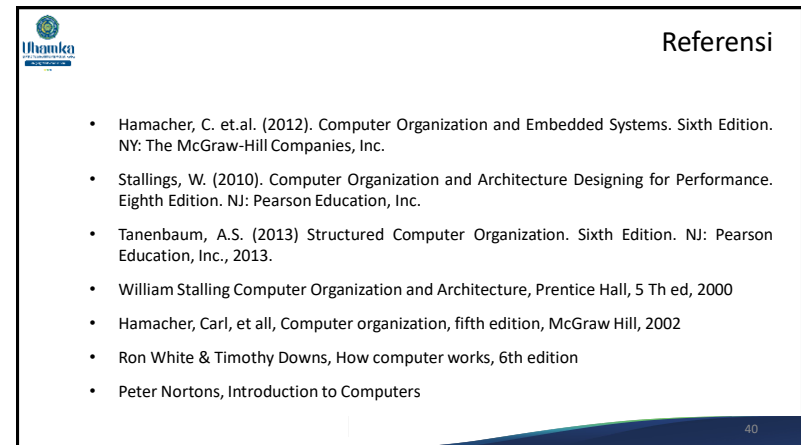 Uhamka
Referensi
• Hamacher, C. et.al. (2012). Computer Organization and Embedded Systems. Sixth Edition.
NY: The McGraw-Hill Companies, Inc.
• Stallings, W. (2010). Computer Organization and Architecture Designing for Performance.
Eighth Edition. NJ: Pearson Education, Inc.
• Tanenbaum, A.S. (2013) Structured Computer Organization. Sixth Edition. NJ: Pearson
Education, Inc., 2013.
• William Stalling Computer Organization and Architecture, Prentice Hall, 5 Th ed, 2000
• Hamacher, Carl, et all, Computer organization, fifth edition, McGraw Hill, 2002
• Ron White & Timothy Downs, How computer works, 6th edition
• Peter Nortons, Introduction to Computers
40